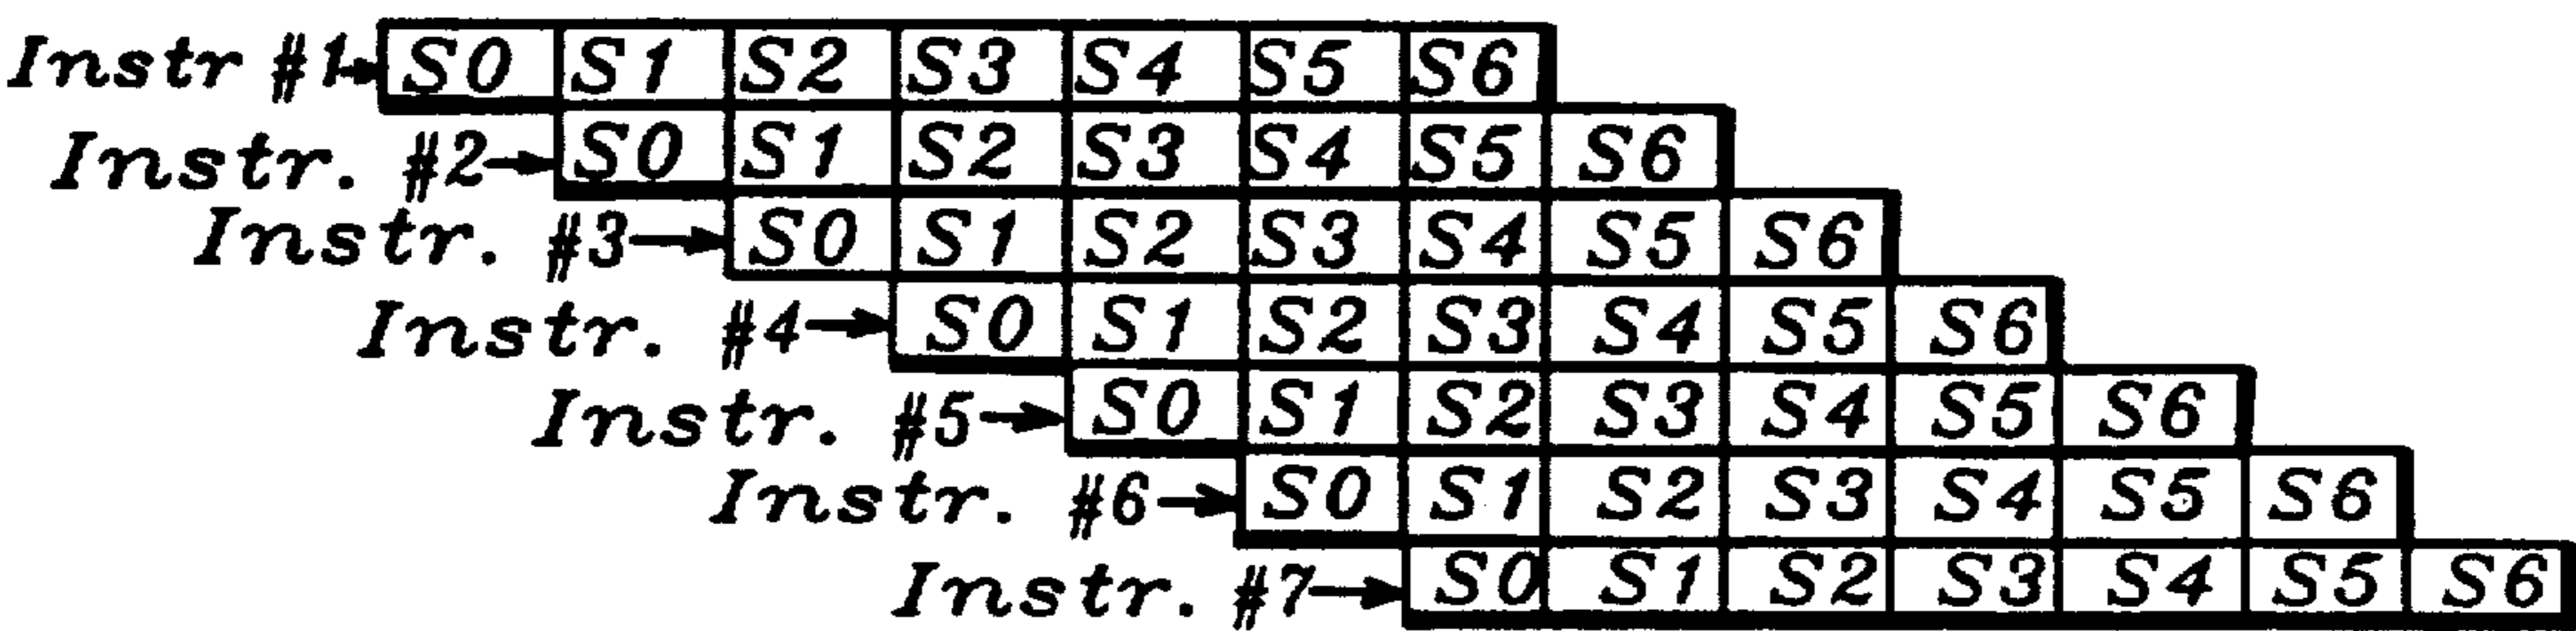 Instr #1 S0 S1 S2 S3 S4 S5 S6
Instr. #2 S0 S1 S2 S3 S4 S5 S6
Instr. #3 S0 S1 S2 S3 S4 S5 S6
Instr. #4 S0 S1 S2 S3 S4 S5 S6
Instr. #5 S0 S1 S2 S3 S4 S5 S6
Instr. #6 S0 S1 S2 S3 S4 S5 S6
Instr. #7 S0 S1 S2 S3 S4 S5 S6